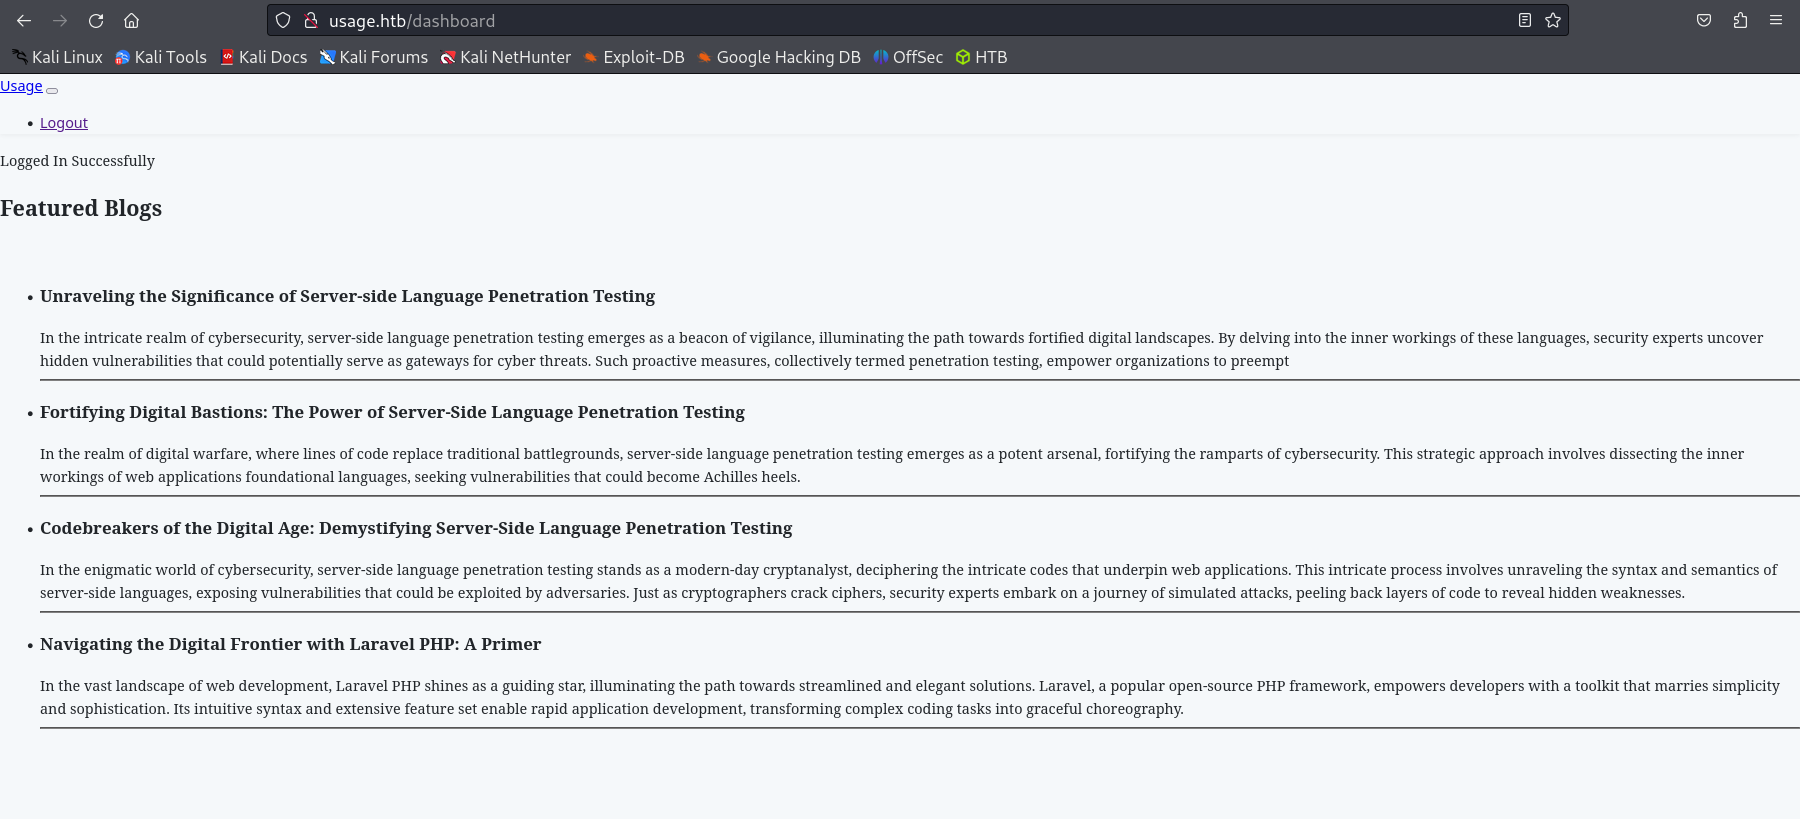 usage.htb/dashboard
Kali Linux Kali Tools Kali Docs Kali Forums Kali NetHunter Exploit-DB Google Hacking DB OffSec HTB
Usage
• Logout
Logged In Successfully
Featured Blogs
• Unraveling the Significance of Server-side Language Penetration Testing
In the intricate realm of cybersecurity, server-side language penetration testing emerges as a beacon of vigilance, illuminating the path towards fortified digital landscapes. By delving into the inner workings of these languages, security experts uncover
hidden vulnerabilities that could potentially serve as gateways for cyber threats. Such proactive measures, collectively termed penetration testing, empower organizations to preempt
• Fortifying Digital Bastions: The Power of Server-Side Language Penetration Testing
In the realm of digital warfare, where lines of code replace traditional battlegrounds, server-side language penetration testing emerges as a potent arsenal, fortifying the ramparts of cybersecurity. This strategic approach involves dissecting the inner
workings of web applications foundational languages, seeking vulnerabilities that could become Achilles heels.
• Codebreakers of the Digital Age: Demystifying Server-Side Language Penetration Testing
In the enigmatic world of cybersecurity, server-side language penetration testing stands as a modern-day cryptanalyst, deciphering the intricate codes that underpin web applications. This intricate process involves unraveling the syntax and semantics of
server-side languages, exposing vulnerabilities that could be exploited by adversaries. Just as cryptographers crack ciphers, security experts embark on a journey of simulated attacks, peeling back layers of code to reveal hidden weaknesses.
• Navigating the Digital Frontier with Laravel PHP: A Primer
In the vast landscape of web development, Laravel PHP shines as a guiding star, illuminating the path towards streamlined and elegant solutions. Laravel, a popular open-source PHP framework, empowers developers with a toolkit that marries simplicity
and sophistication. Its intuitive syntax and extensive feature set enable rapid application development, transforming complex coding tasks into graceful choreography.